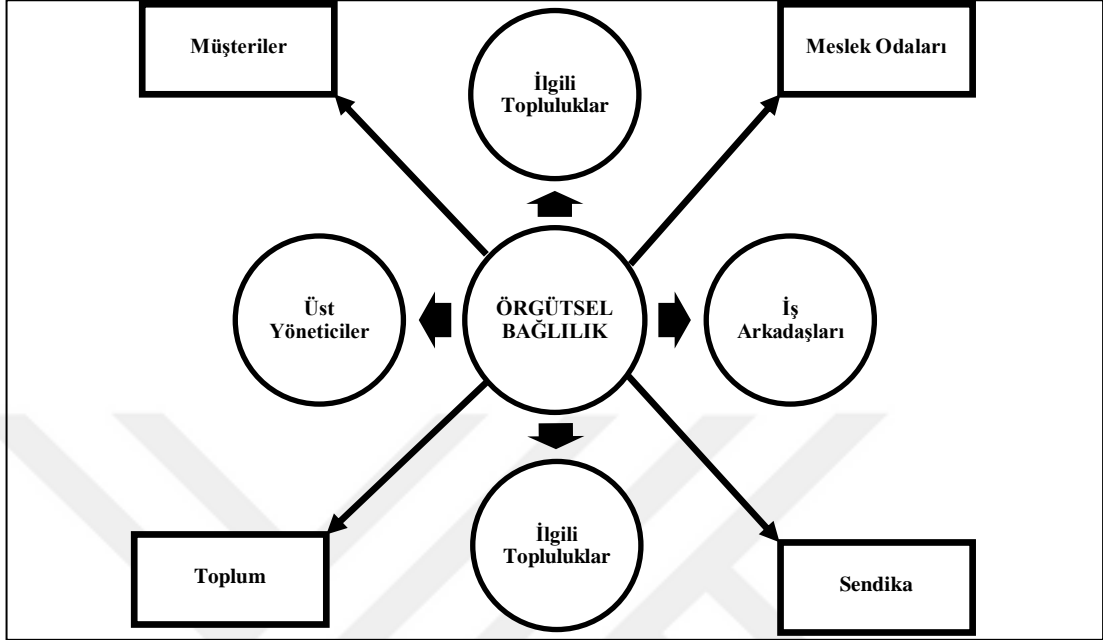 Müşteriler
İlgili
Topluluklar
Meslek Odaları
Üst
Yöneticiler
ÖRGÜTSEL
BAĞLILIK
İş
Arkadaşları
İlgili
Topluluklar
Toplum
Sendika